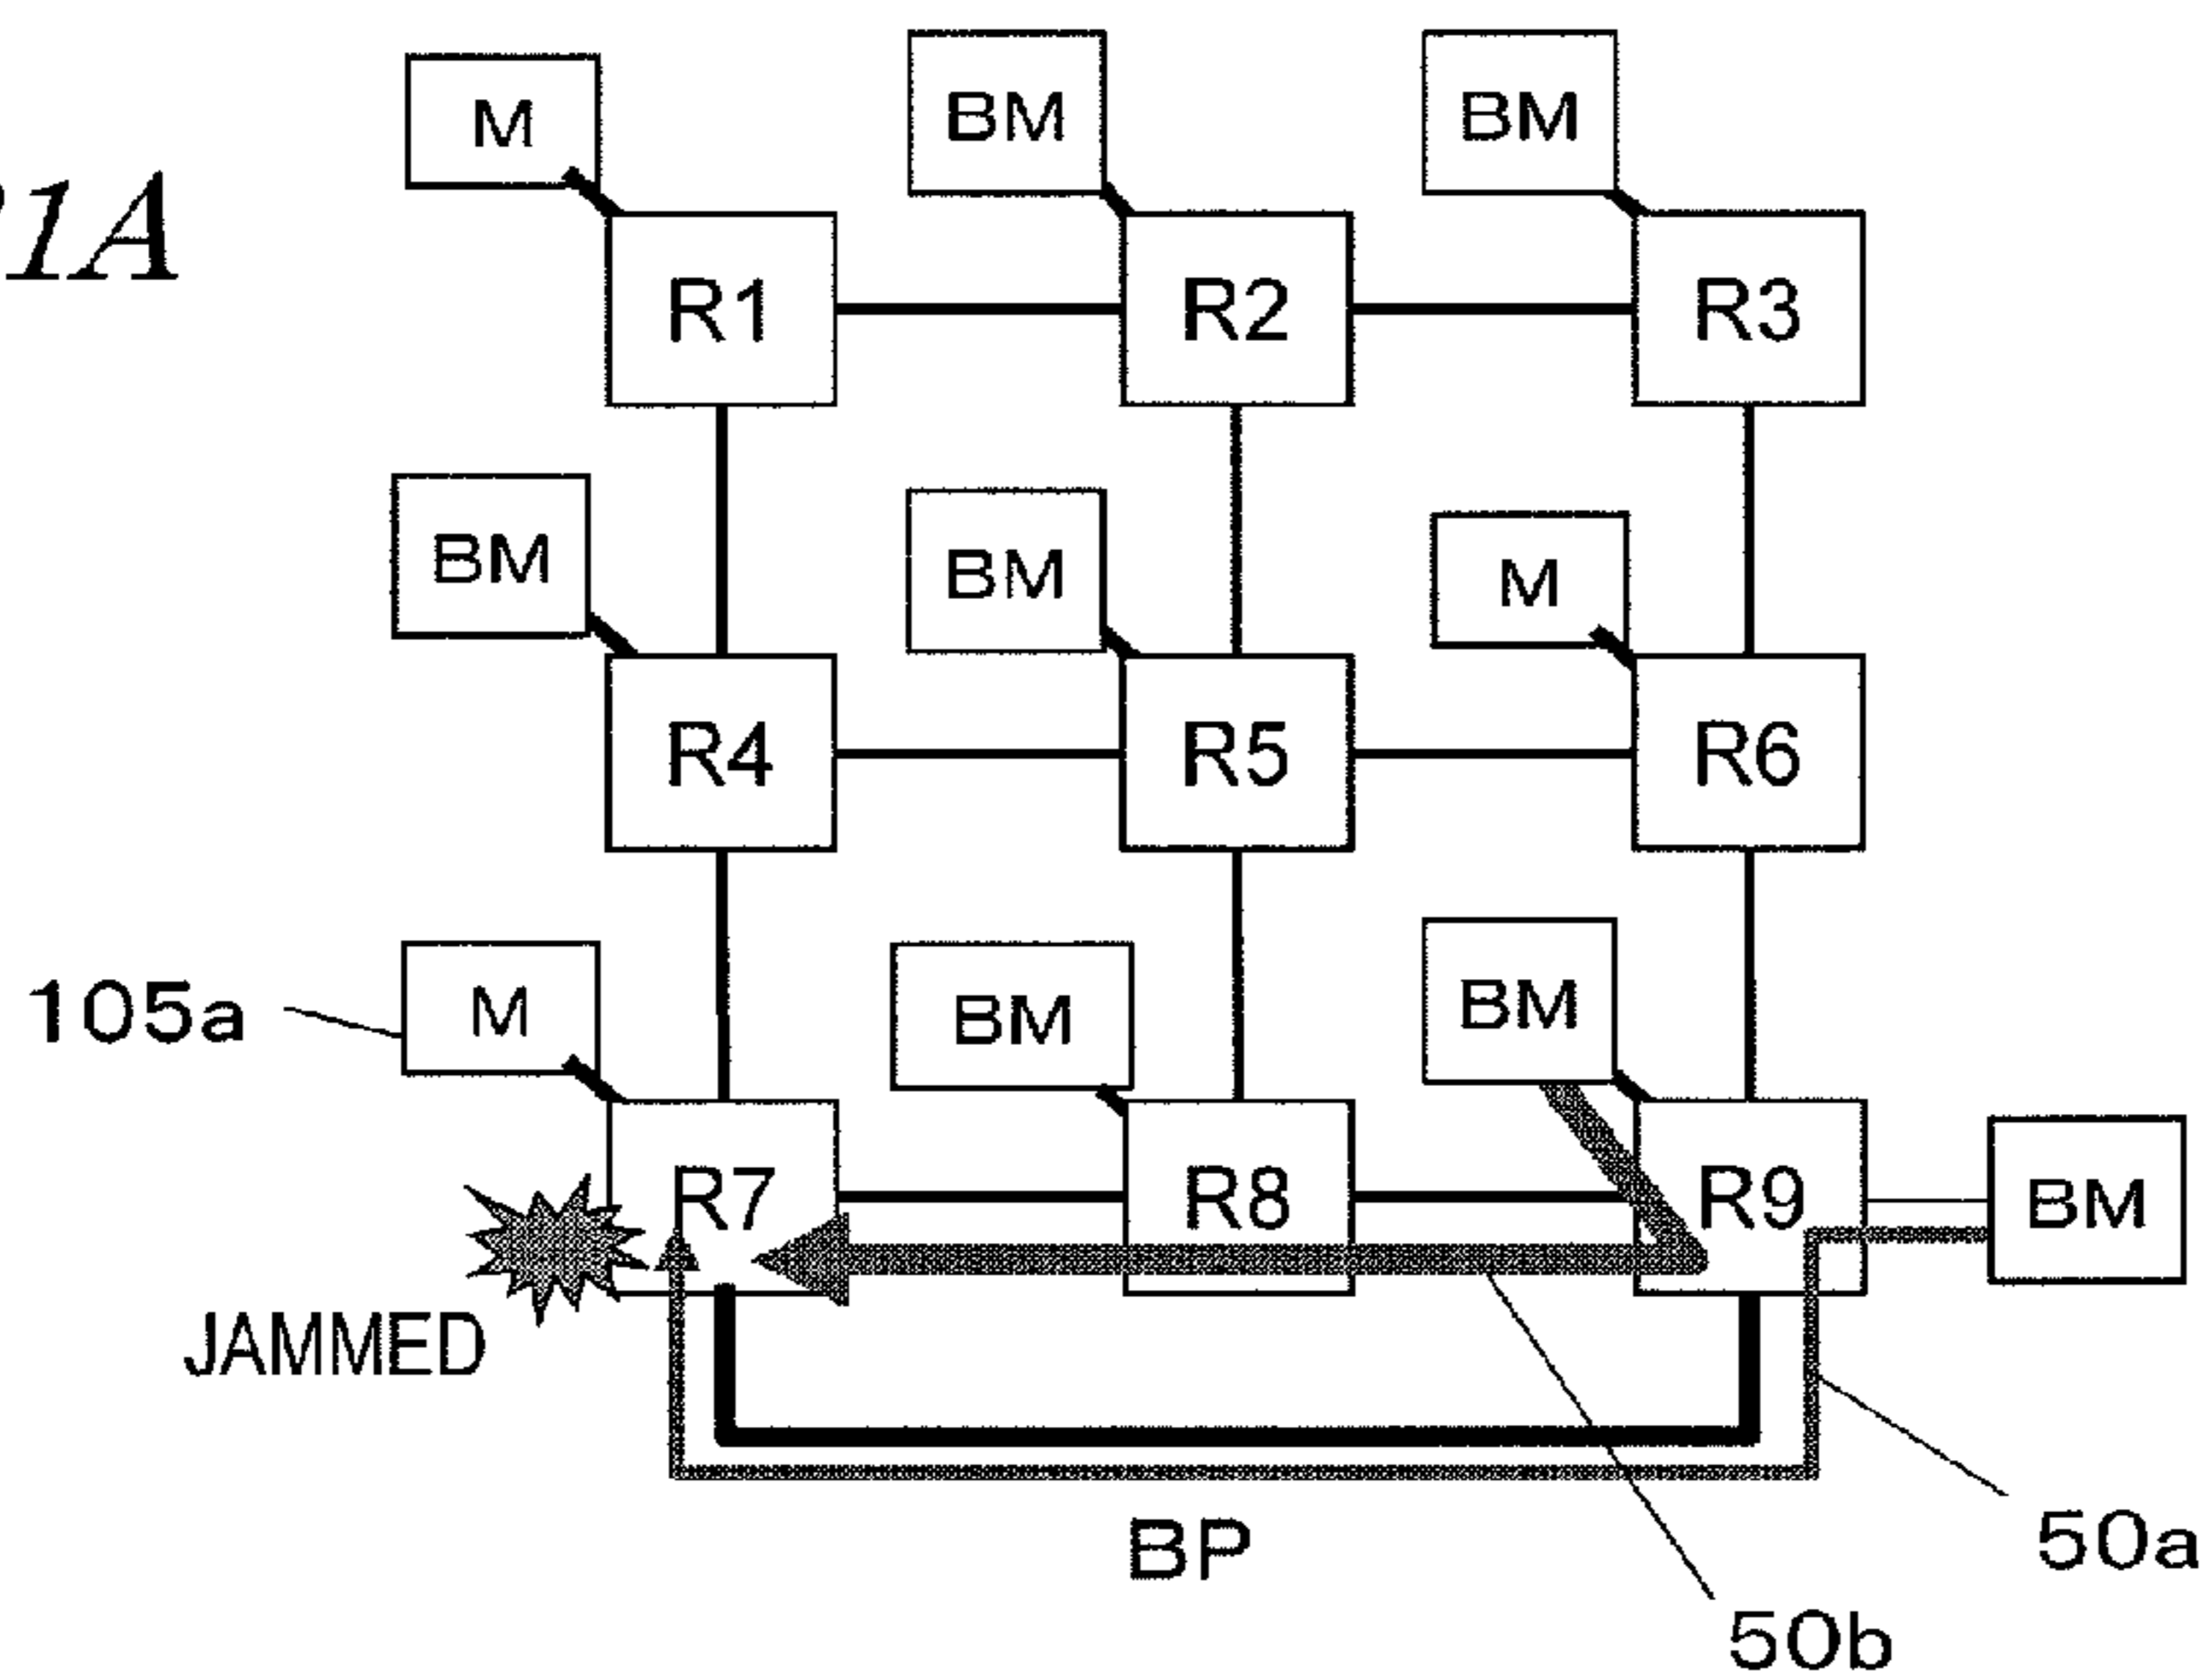 1A
M BM BM
R1 R2 R3
BM BM M
R4 R5 R6
105a M BM BM
R7 R8 R9 BM
JAMMED
BP
50a
50b